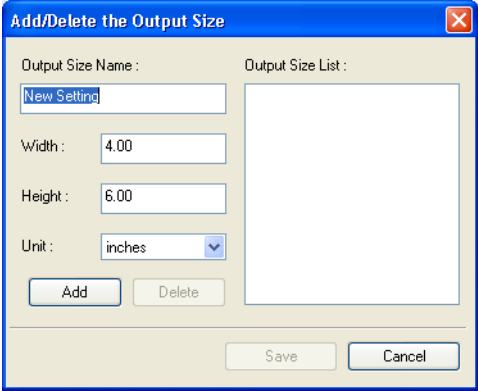 Add/Delete the Output Size
Output Size Name :
Output Size List :
New Setting
Width :
4.00
Height :
6.00
Unit :
inches
Add
Delete
Save
Cancel